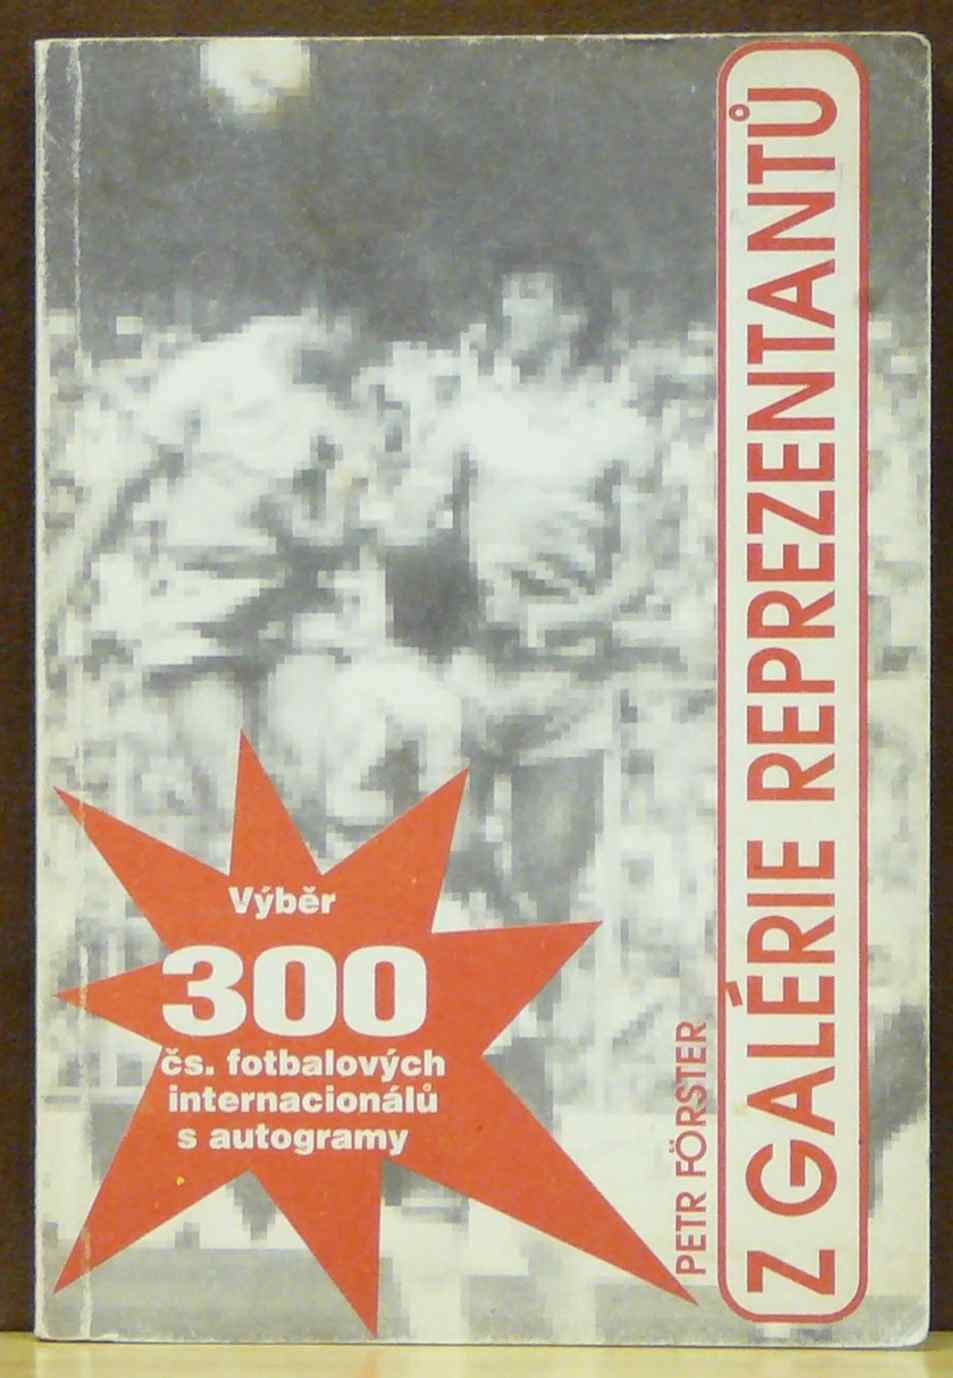 Z GALÉRIE REPREZENTANTŮ
PETR FÖRSTER
Výběr
300
čs. fotbalových
internacionálů
s autogramy